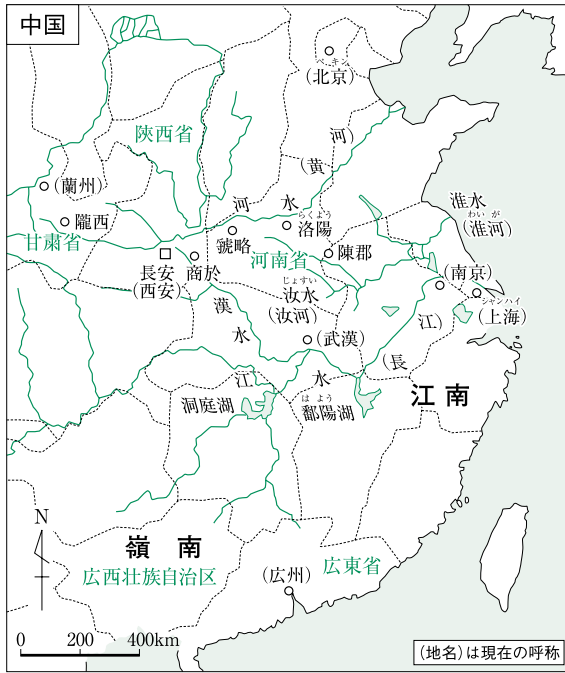 中国
ペキン
(北京)
陝西省
河
(黄
(蘭州)
河
水
淮水
わいが
(淮河)
隴西
らくよう
洛陽
甘粛省
虢略
河南省
陳郡
長安
(西安)
商於
じょすい
汝水
(汝河)
(南京)
シャンハイ
(上海)
漢
水
(武漢)
江)
(長
江
水
洞庭湖
はよう
鄱陽湖
江南
N
嶺南
広西壮族自治区
(広州)
広東省
0 200 400km
(地名)は現在の呼称